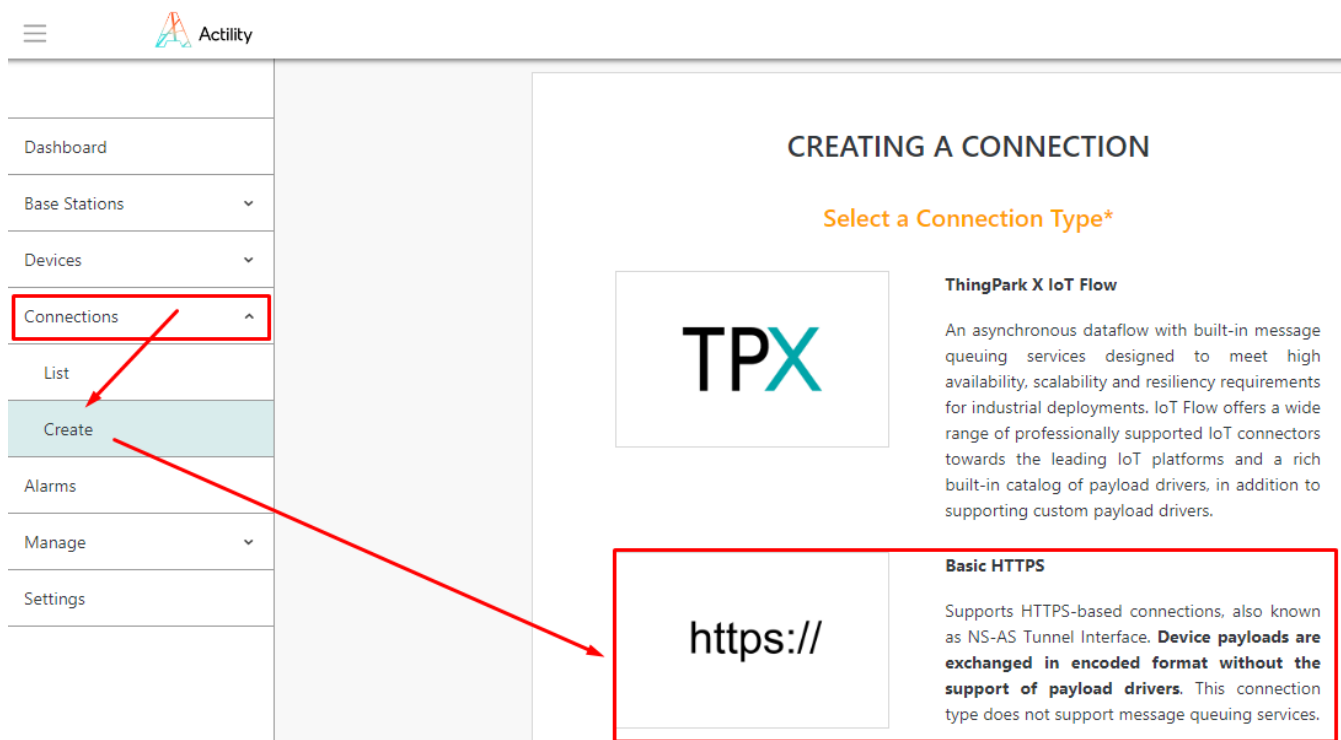 Actility
Dashboard
Base Stations
Devices
Connections
List
Create
Alarms
Manage
Settings
CREATING A CONNECTION
Select a Connection Type*
TPX
ThingPark X IoT Flow
An asynchronous dataflow with built-in message
queuing services designed to meet high
availability, scalability and resiliency requirements
for industrial deployments. IoT Flow offers a wide
range of professionally supported IoT connectors
towards the leading IoT platforms and a rich
built-in catalog of payload drivers, in addition to
supporting custom payload drivers.
https://
Basic HTTPS
Supports HTTPS-based connections, also known
as NS-AS Tunnel Interface. Device payloads are
exchanged in encoded format without the
support of payload drivers. This connection
type does not support message queuing services.